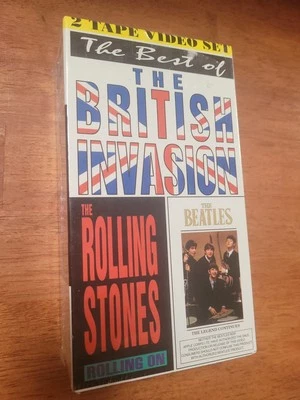 2 TAPE VIDEO SET
The Best of
THE
BRITISH
INVASION
THE
ROLLING
STONES
ROLLING ON
THE
BEATLES
THE LEGEND CONTINUES